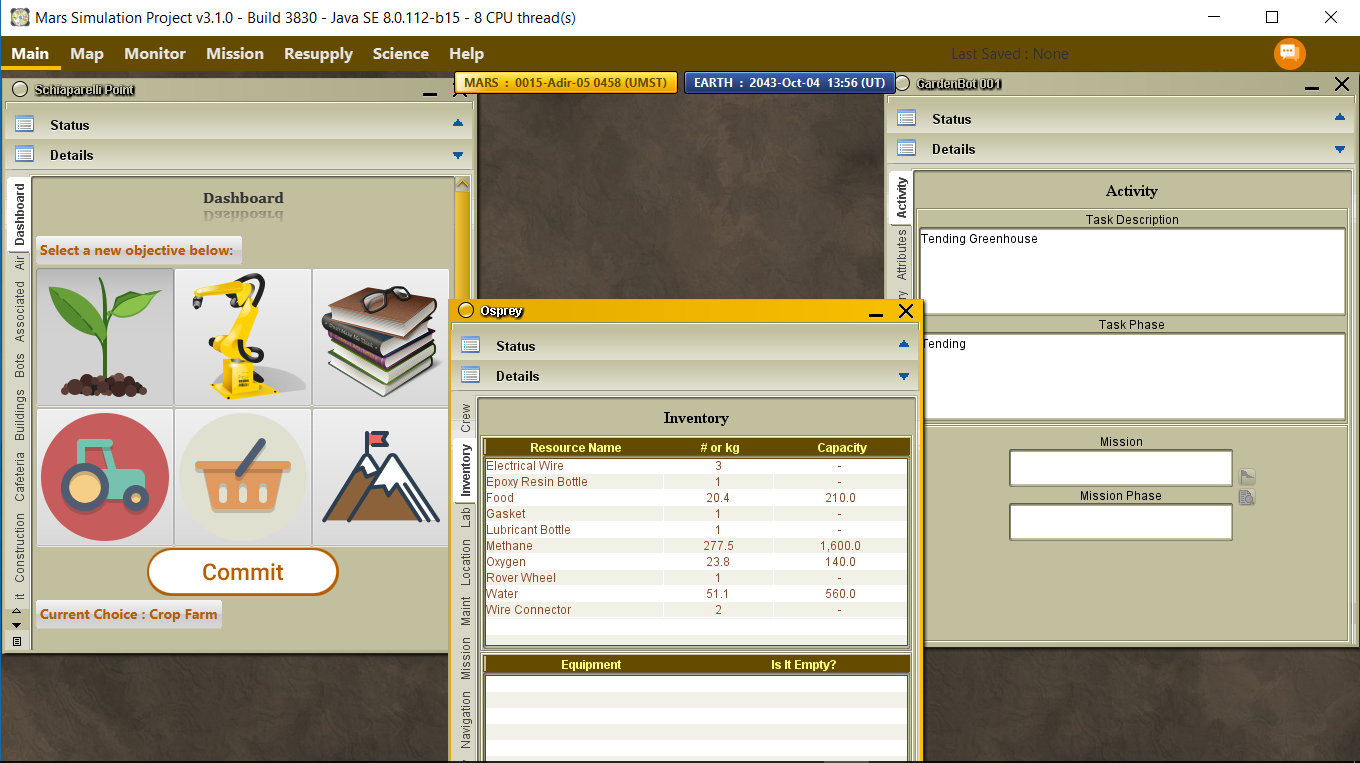 Mars Simulation Project v3.1.0 - Build 3830 - Java SE 8.0.112-b15 - 8 CPU thread(s)
Main Map Monitor Mission Resupply Science Help
Last Saved : None
MARS : 0015-Adir-05 0458 (UMST)
EARTH : 2043-Oct-04 13:56 (UT)
Schiaparelli Point
Status
Details
Dashboard
Air
Associated
Bots
Buildings
Cafeteria
Construction
it
Dashboard
Select a new objective below:
Commit
Current Choice : Crop Farm
Osprey
Status
Details
Crew
Inventory
Lab
Location
Maint
Mission
Navigation
Inventory
Resource Name # or kg Capacity
Electrical Wire 3 -
Epoxy Resin Bottle 1 -
Food 20.4 210.0
Gasket 1 -
Lubricant Bottle 1 -
Methane 277.5 1,600.0
Oxygen 23.8 140.0
Rover Wheel 1 -
Water 51.1 560.0
Wire Connector 2 -
Equipment Is It Empty?
GardenBot 001
Status
Details
Activity
Attributes
ry
Activity
Task Description
Tending Greenhouse
Task Phase
Tending
Mission
Mission Phase